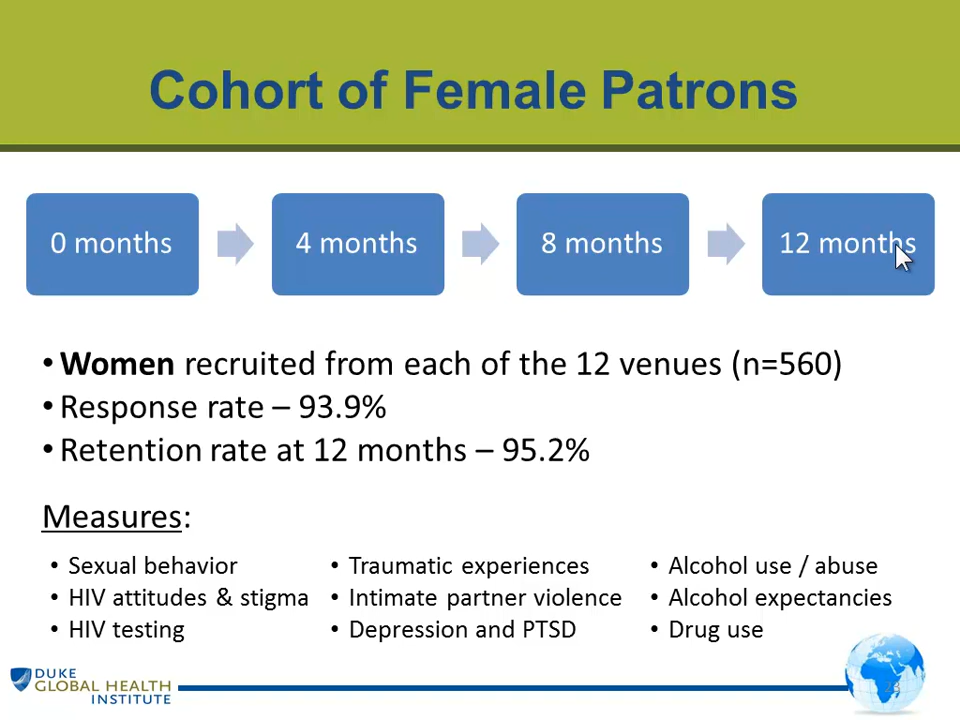 Cohort of Female Patrons
0 months
4 months
8 months
12 months
• Women recruited from each of the 12 venues (n=560)
• Response rate – 93.9%
• Retention rate at 12 months – 95.2%
Measures:
• Sexual behavior
• HIV attitudes & stigma
• HIV testing
• Traumatic experiences
• Intimate partner violence
• Depression and PTSD
• Alcohol use / abuse
• Alcohol expectancies
• Drug use
DUKE
GLOBAL HEALTH
INSTITUTE